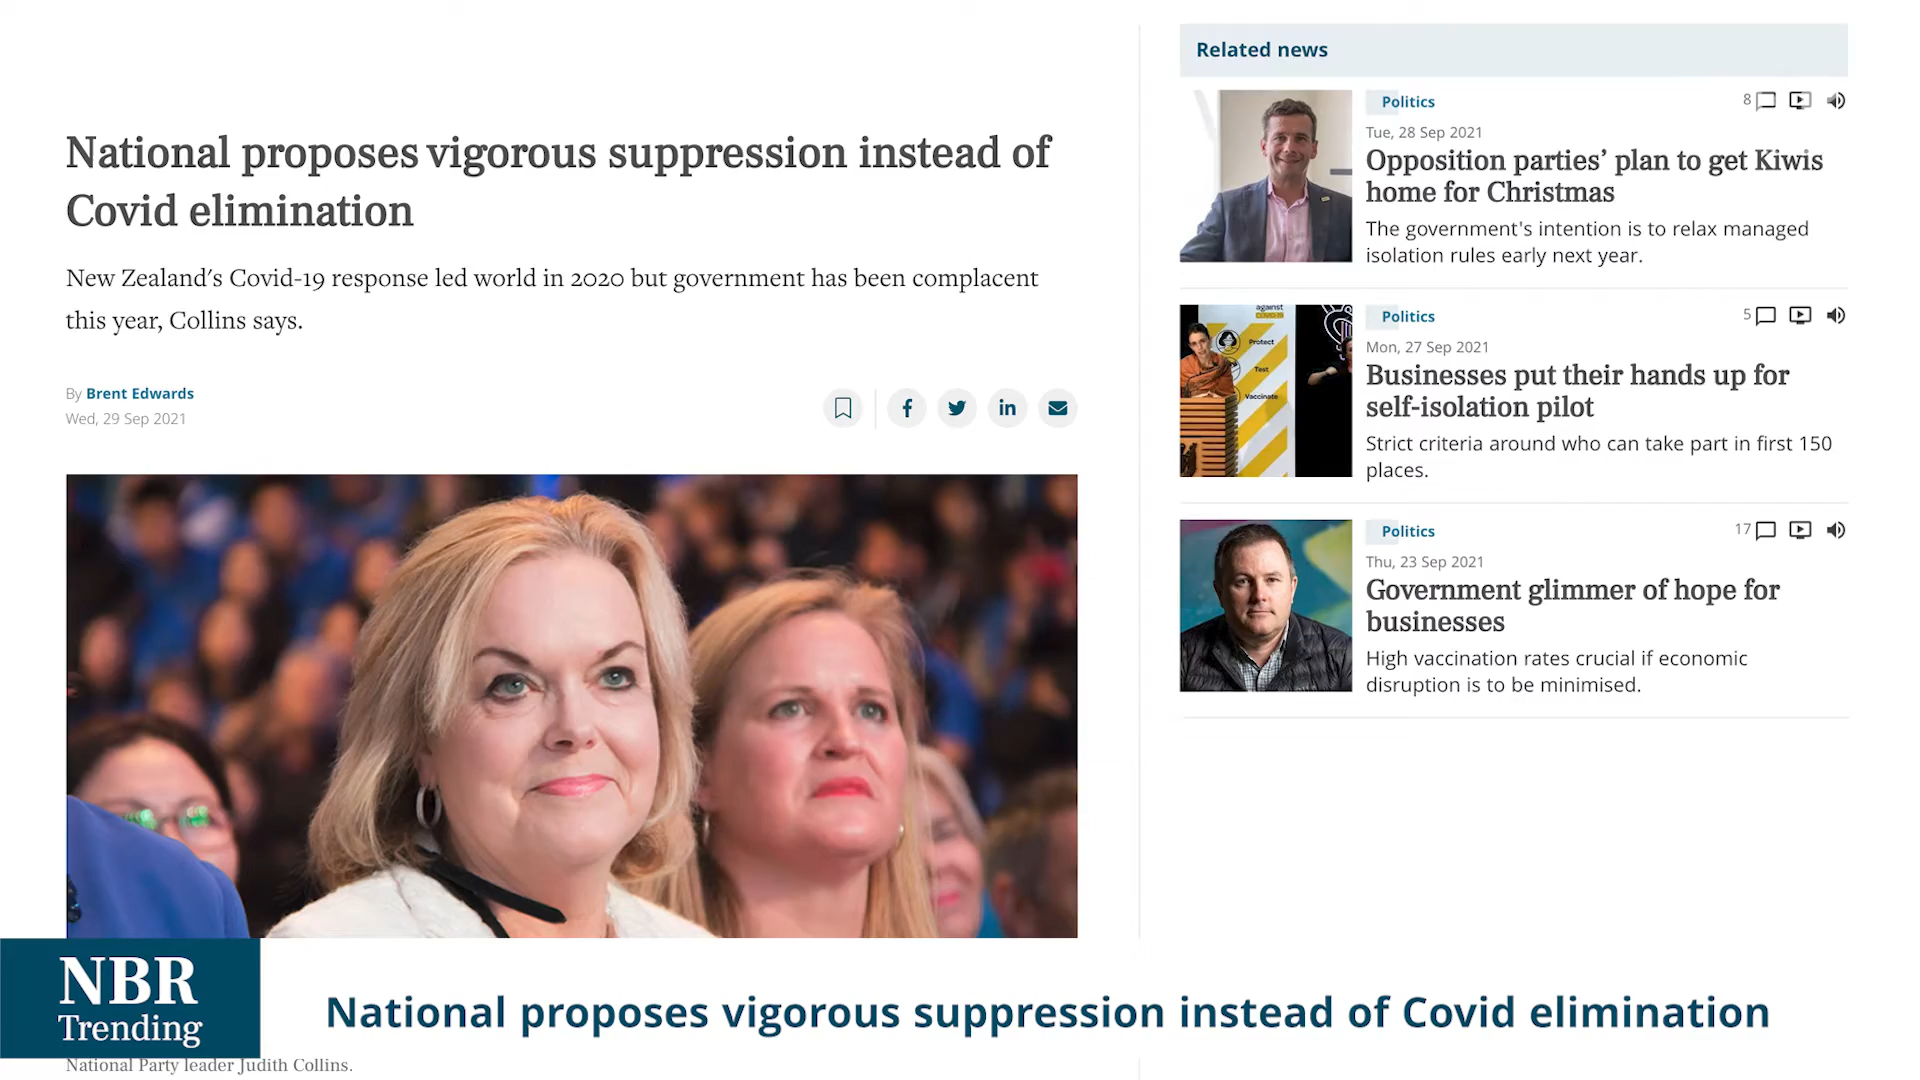 National proposes vigorous suppression instead of
Covid elimination
New Zealand's Covid-19 response led world in 2020 but government has been complacent
this year, Collins says.
By Brent Edwards
Wed, 29 Sep 2021
Related news
Politics
8
Tue, 28 Sep 2021
Opposition parties’ plan to get Kiwis
home for Christmas
The government's intention is to relax managed
isolation rules early next year.
against
COVID-19
Protect
Test
Vaccinate
Politics
5
Mon, 27 Sep 2021
Businesses put their hands up for
self-isolation pilot
Strict criteria around who can take part in first 150
places.
Politics
17
Thu, 23 Sep 2021
Government glimmer of hope for
businesses
High vaccination rates crucial if economic
disruption is to be minimised.
NBR
Trending
National proposes vigorous suppression instead of Covid elimination
National Party leader Judith Collins.